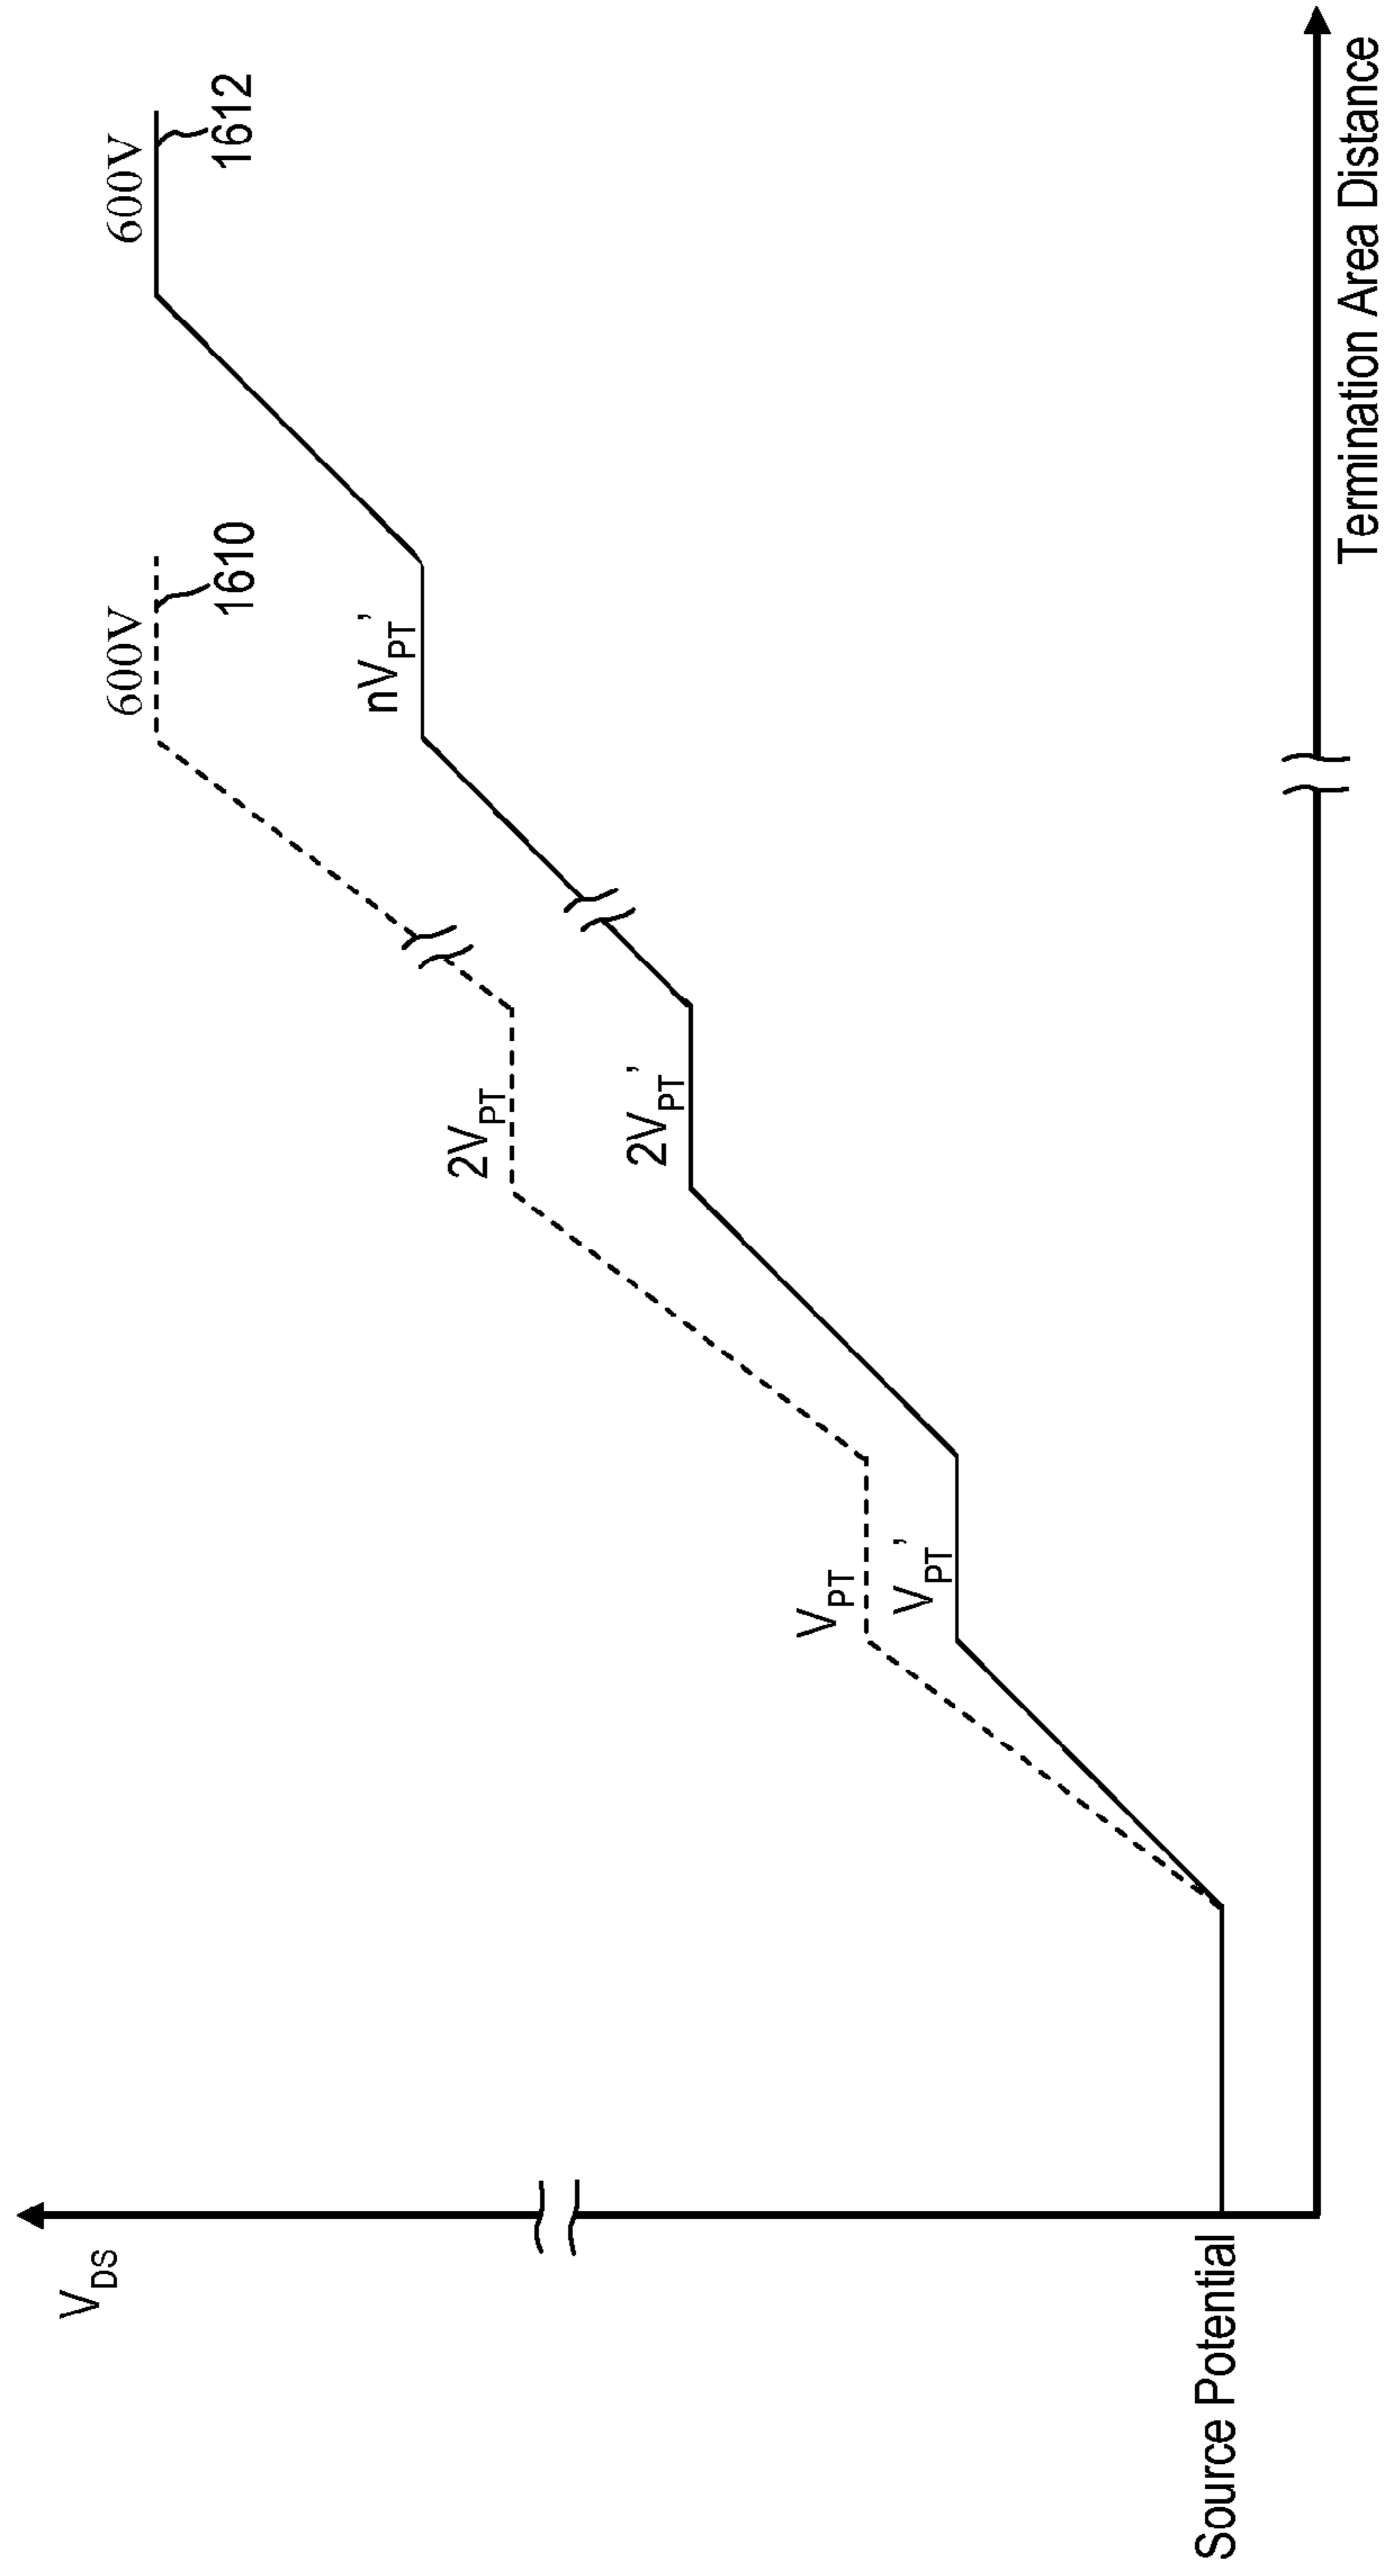 V_DS
600V
1610
600V
1612
nV_PT'
2V_PT
2V_PT'
V_PT
V_PT'
Source Potential
Termination Area Distance